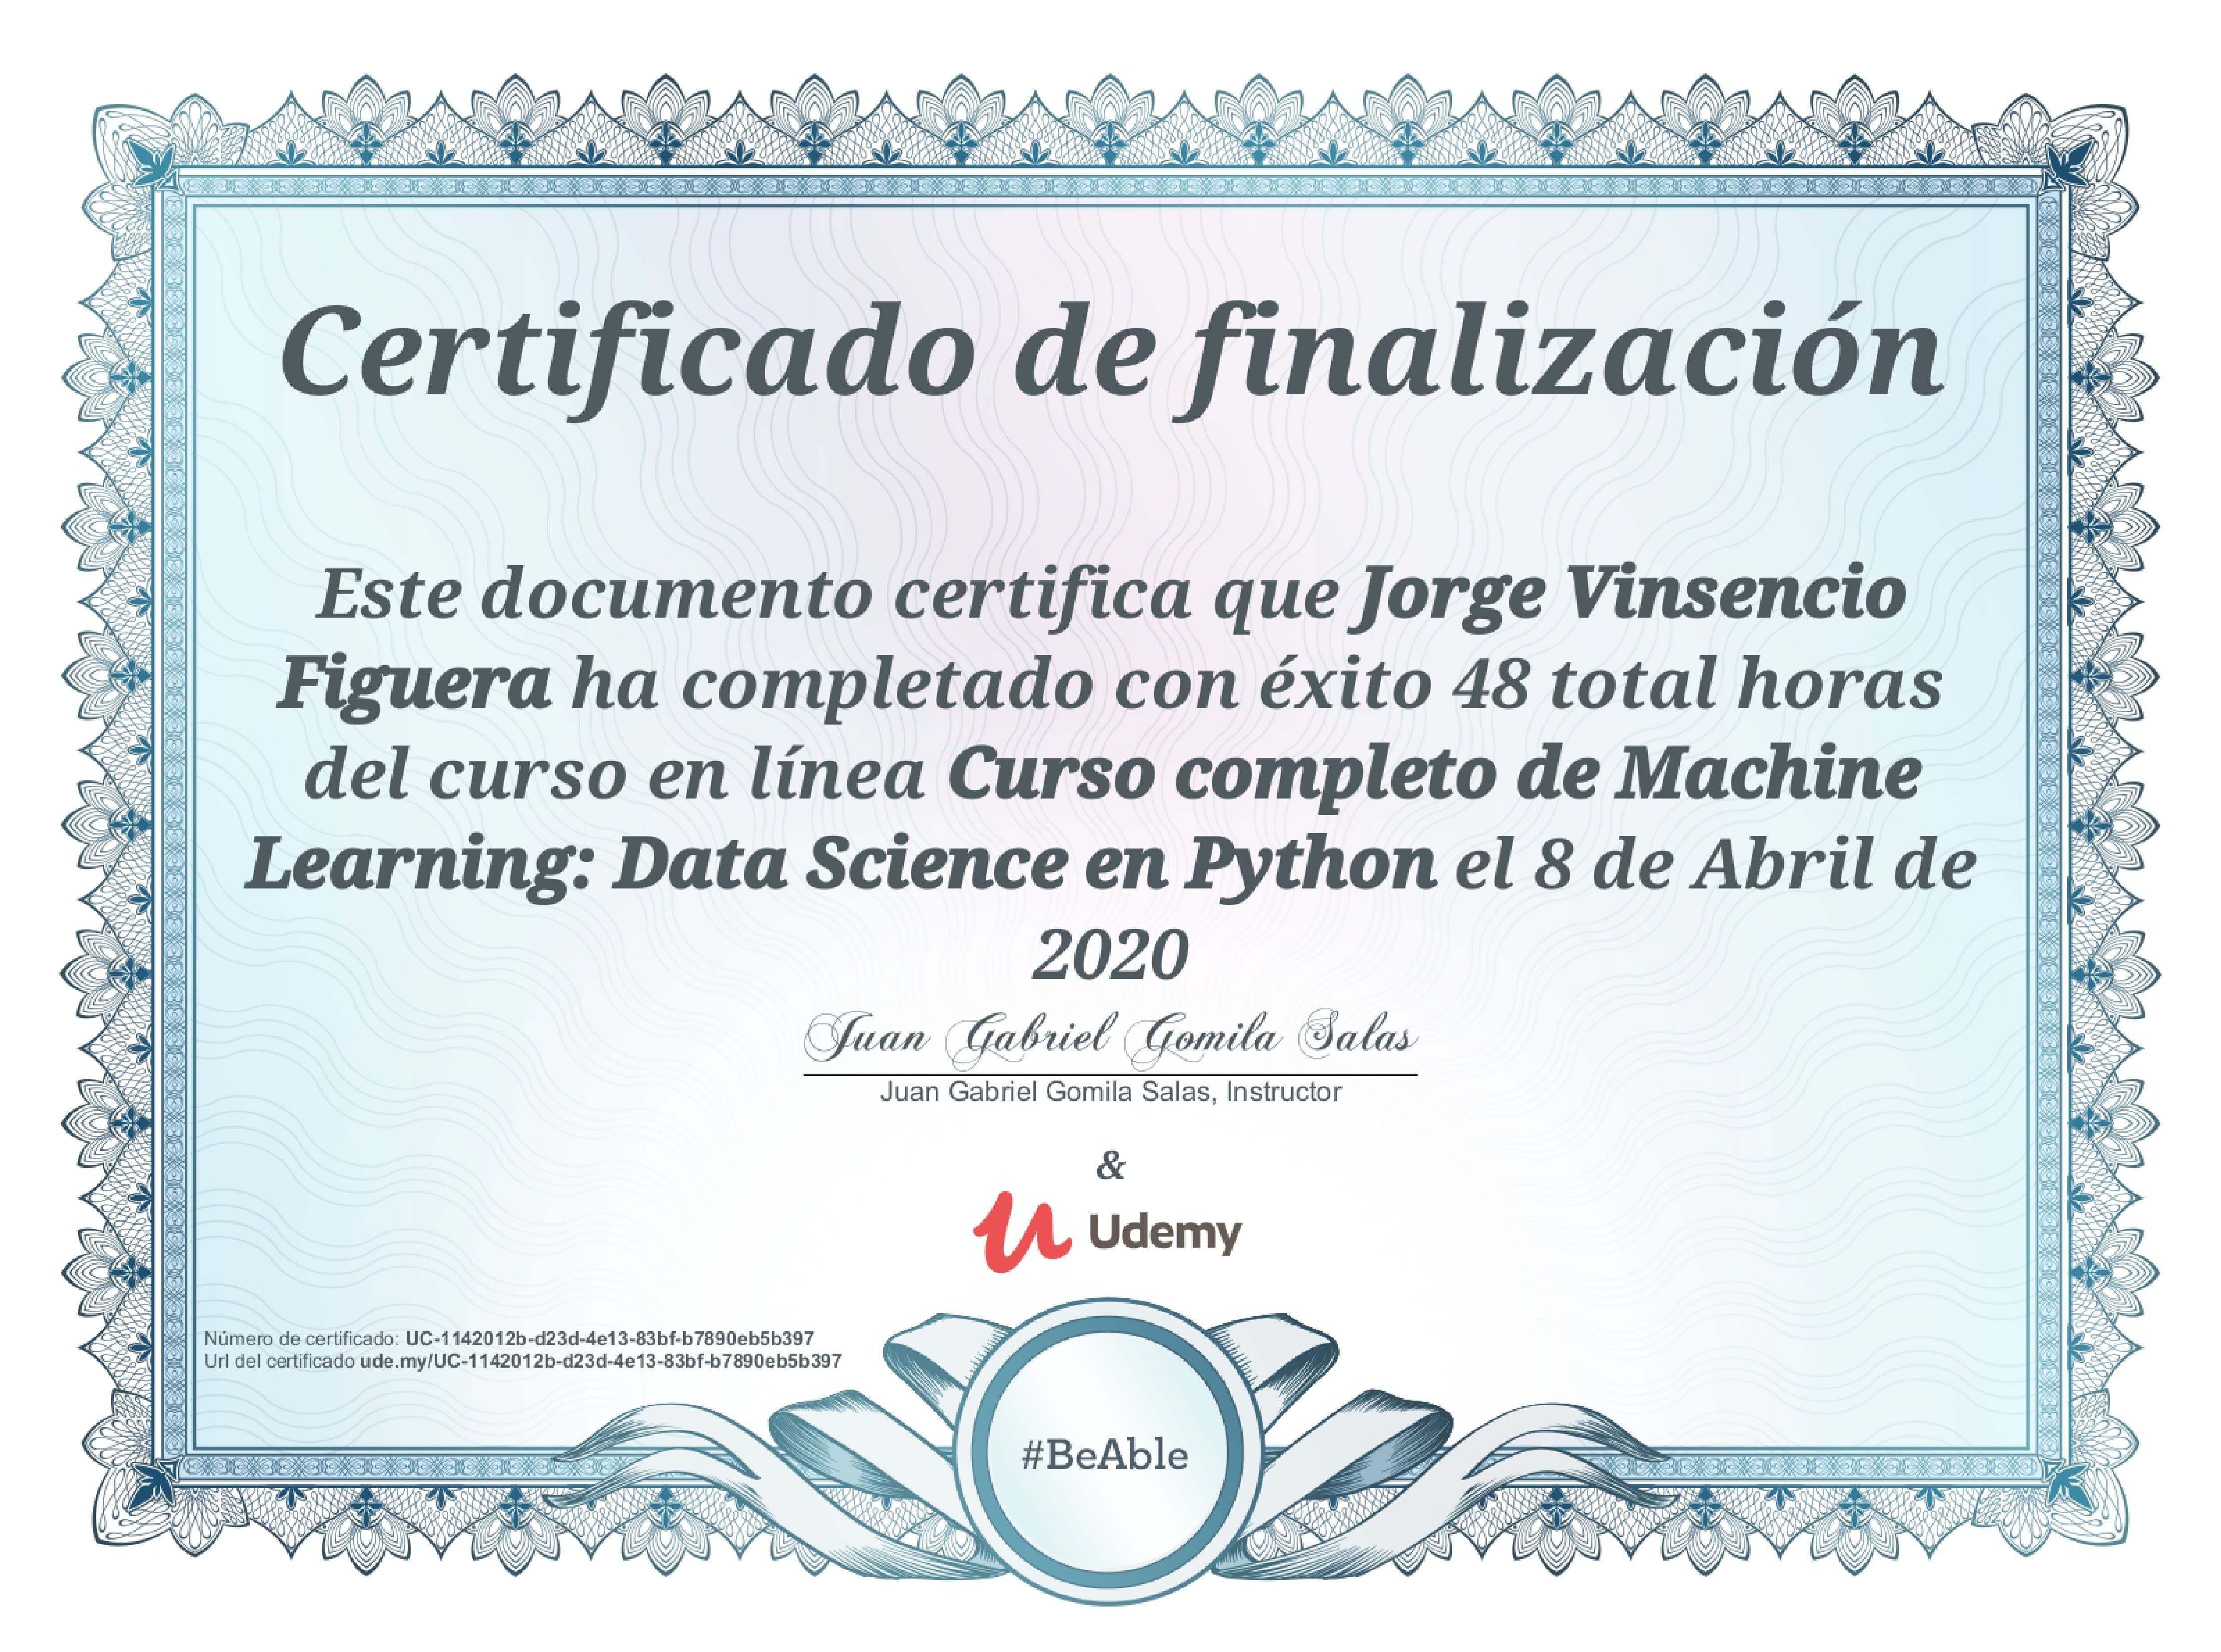 Certificado de finalización
Este documento certifica que Jorge Vinsencio
Figuera ha completado con éxito 48 total horas
del curso en línea Curso completo de Machine
Learning: Data Science en Python el 8 de Abril de
2020
Juan Gabriel Gomila Salas
Juan Gabriel Gomila Salas, Instructor
&
Udemy
Número de certificado: UC-1142012b-d23d-4e13-83bf-b7890eb5b397
Url del certificado ude.my/UC-1142012b-d23d-4e13-83bf-b7890eb5b397
#BeAble